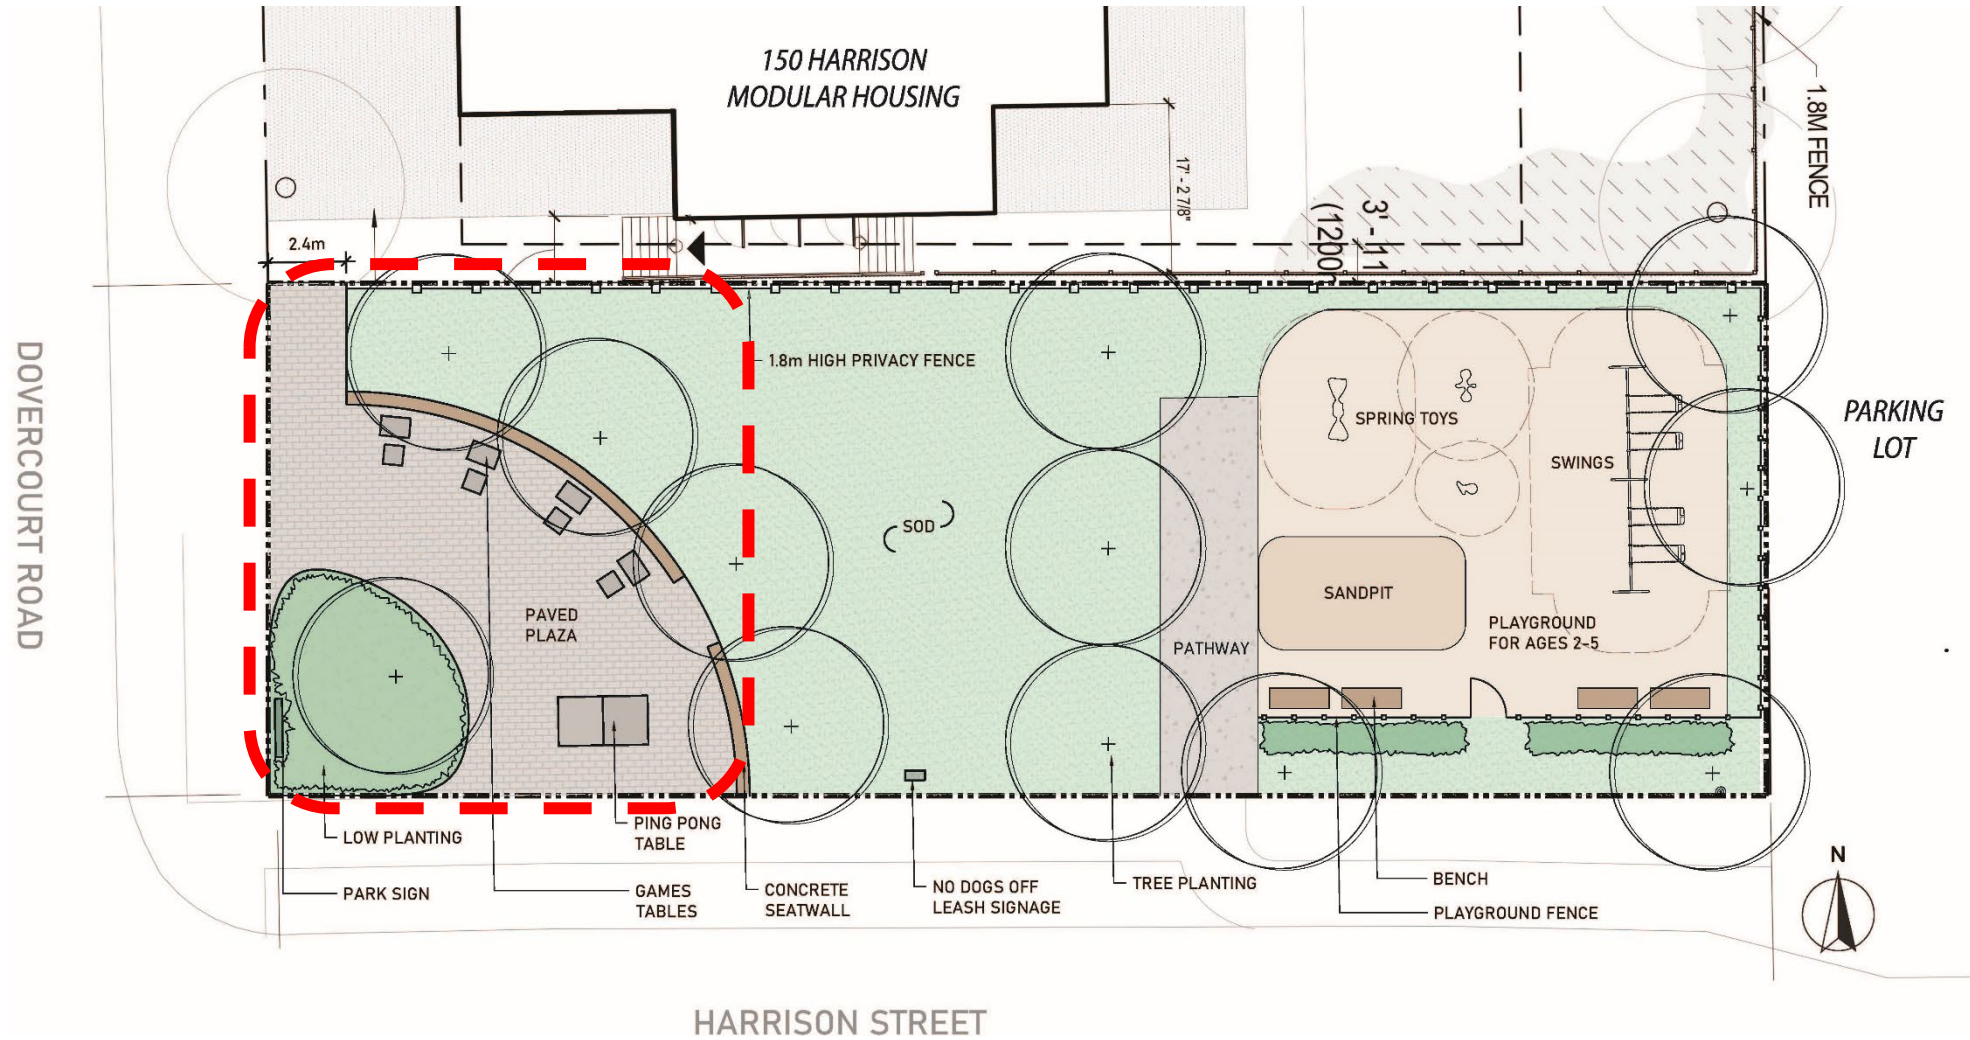 150 HARRISON
MODULAR HOUSING
1.8M FENCE
17' - 2 7/8"
3' - 11
(1200
2.4m
1.8m HIGH PRIVACY FENCE
DOVERCOURT ROAD
PARKING
LOT
SPRING TOYS
SWINGS
SOD
SANDPIT
PAVED
PLAZA
PLAYGROUND
FOR AGES 2-5
PATHWAY
LOW PLANTING
PING PONG
TABLE
PARK SIGN
GAMES
TABLES
CONCRETE
SEATWALL
NO DOGS OFF
LEASH SIGNAGE
TREE PLANTING
BENCH
PLAYGROUND FENCE
N
HARRISON STREET